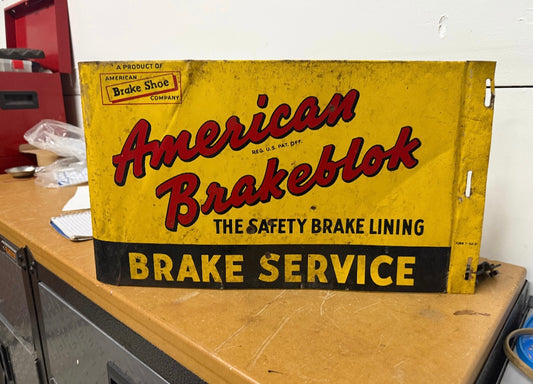 A PRODUCT OF
AMERICAN
Brake Shoe
COMPANY
American
REG. U.S. PAT. OFF.
Brakeblok
THE SAFETY BRAKE LINING
BRAKE SERVICE